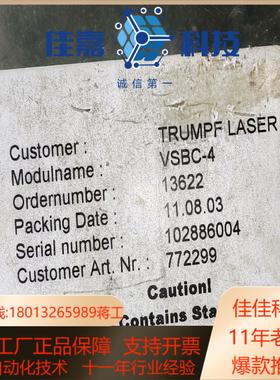 佳嘉 科技
诚信第一
Customer : TRUMPF LASER
Modulname : VSBC-4
Ordernumber : 13622
Packing Date : 11.08.03
Serial number : 102886004
Customer Art. Nr. : 772299
Caution!
Contains Sta
线:18013265989蒋工
佳佳科
工厂正品保障 支持开票
11年老
自动化技术 十一年行业经验
爆款推